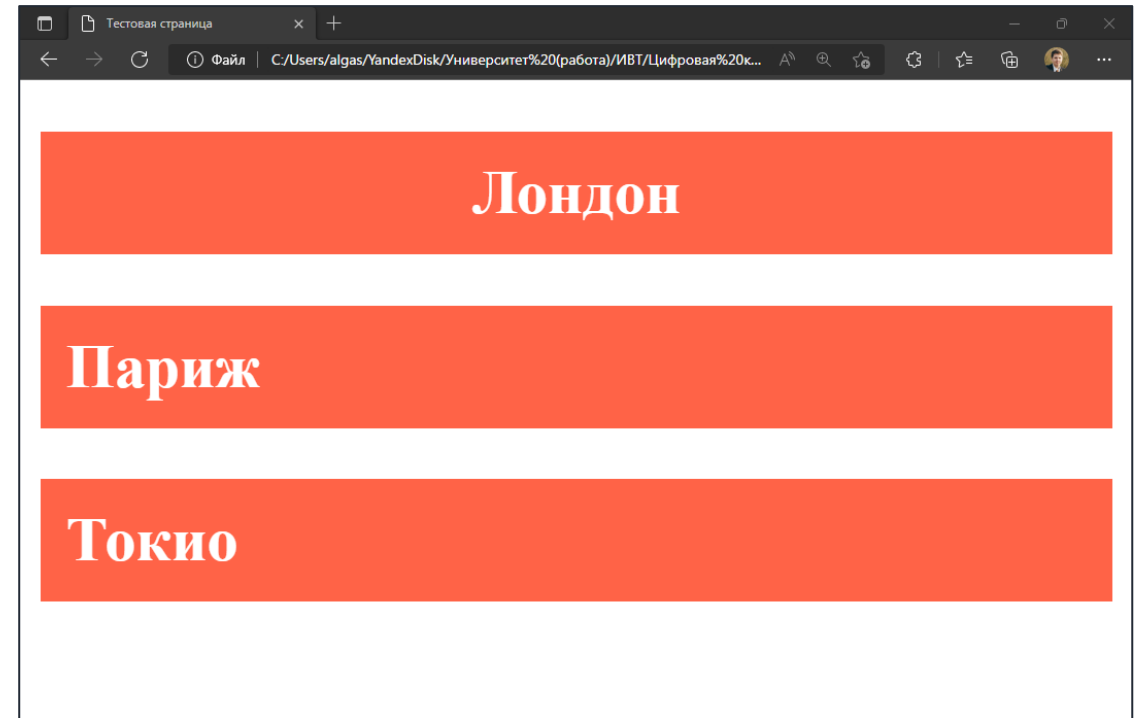 Тестовая страница
Файл C:/Users/algas/YandexDisk/Университет%20(работа)/ИВТ/Цифровая%20к...
Лондон
Париж
Токио